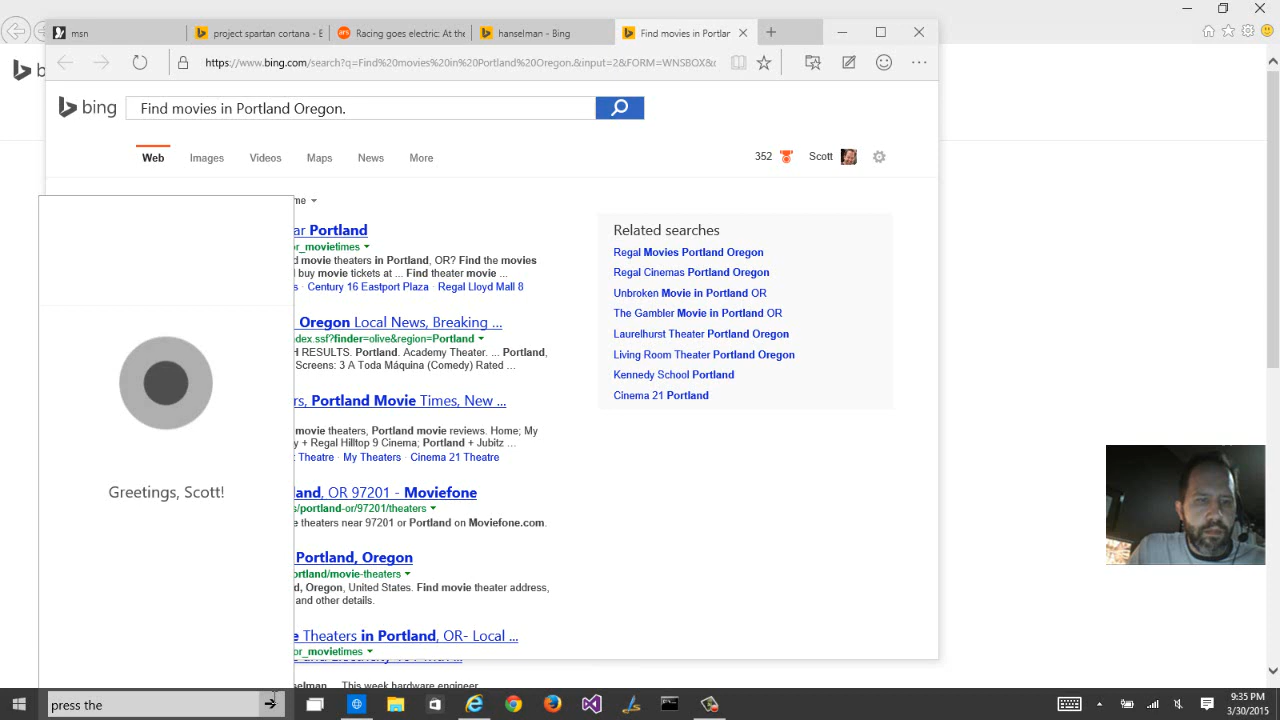 msn
project spartan cortana - B
ars
Racing goes electric: At the
hanselman - Bing
Find movies in Portlar
https://www.bing.com/search?q=Find%20movies%20in%20Portland%20Oregon.&input=2&FORM=WNSBOX&
bing
Find movies in Portland Oregon.
Web
Images
Videos
Maps
News
More
352
Scott
me
ar Portland
or_movietimes
d movie theaters in Portland, OR? Find the movies
l buy movie tickets at ... Find theater movie ...
s · Century 16 Eastport Plaza · Regal Lloyd Mall 8
Oregon Local News, Breaking ...
ndex.ssf?finder=olive&region=Portland
H RESULTS. Portland. Academy Theater. ... Portland,
Screens: 3 A Toda Máquina (Comedy) Rated ...
rs, Portland Movie Times, New ...
movie theaters, Portland movie reviews. Home; My
y + Regal Hilltop 9 Cinema; Portland + Jubitz ...
t Theatre · My Theaters · Cinema 21 Theatre
land, OR 97201 - Moviefone
s/portland-or/97201/theaters
e theaters near 97201 or Portland on Moviefone.com.
Portland, Oregon
ortland/movie-theaters
d, Oregon, United States. Find movie theater address,
and other details.
e Theaters in Portland, OR- Local ...
or_movietimes
Related searches
Regal Movies Portland Oregon
Regal Cinemas Portland Oregon
Unbroken Movie in Portland OR
The Gambler Movie in Portland OR
Laurelhurst Theater Portland Oregon
Living Room Theater Portland Oregon
Kennedy School Portland
Cinema 21 Portland
Greetings, Scott!
anselman... This week hardware engineer
press the
9:35 PM
3/30/2015